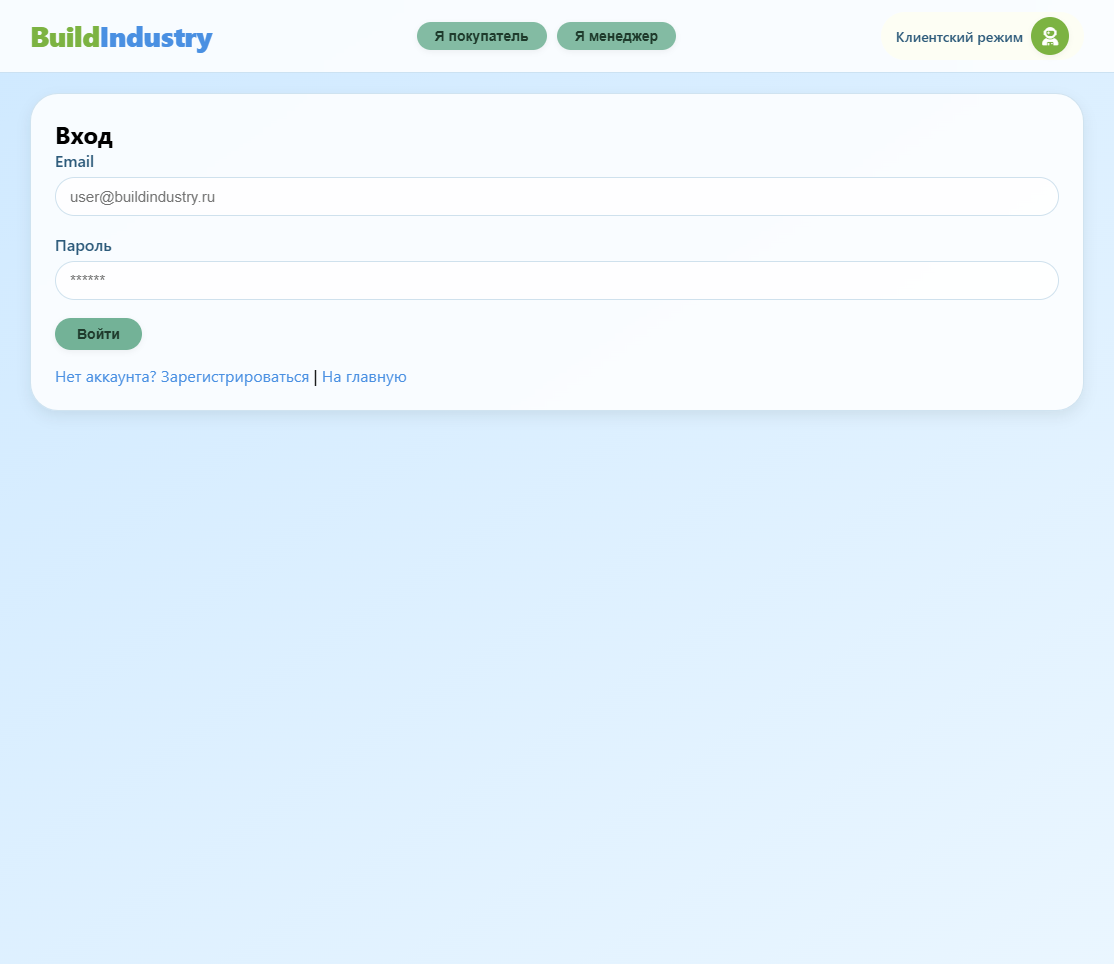 BuildIndustry
Я покупатель
Я менеджер
Клиентский режим
Вход
Email
user@buildindustry.ru
Пароль
******
Войти
Нет аккаунта? Зарегистрироваться | На главную